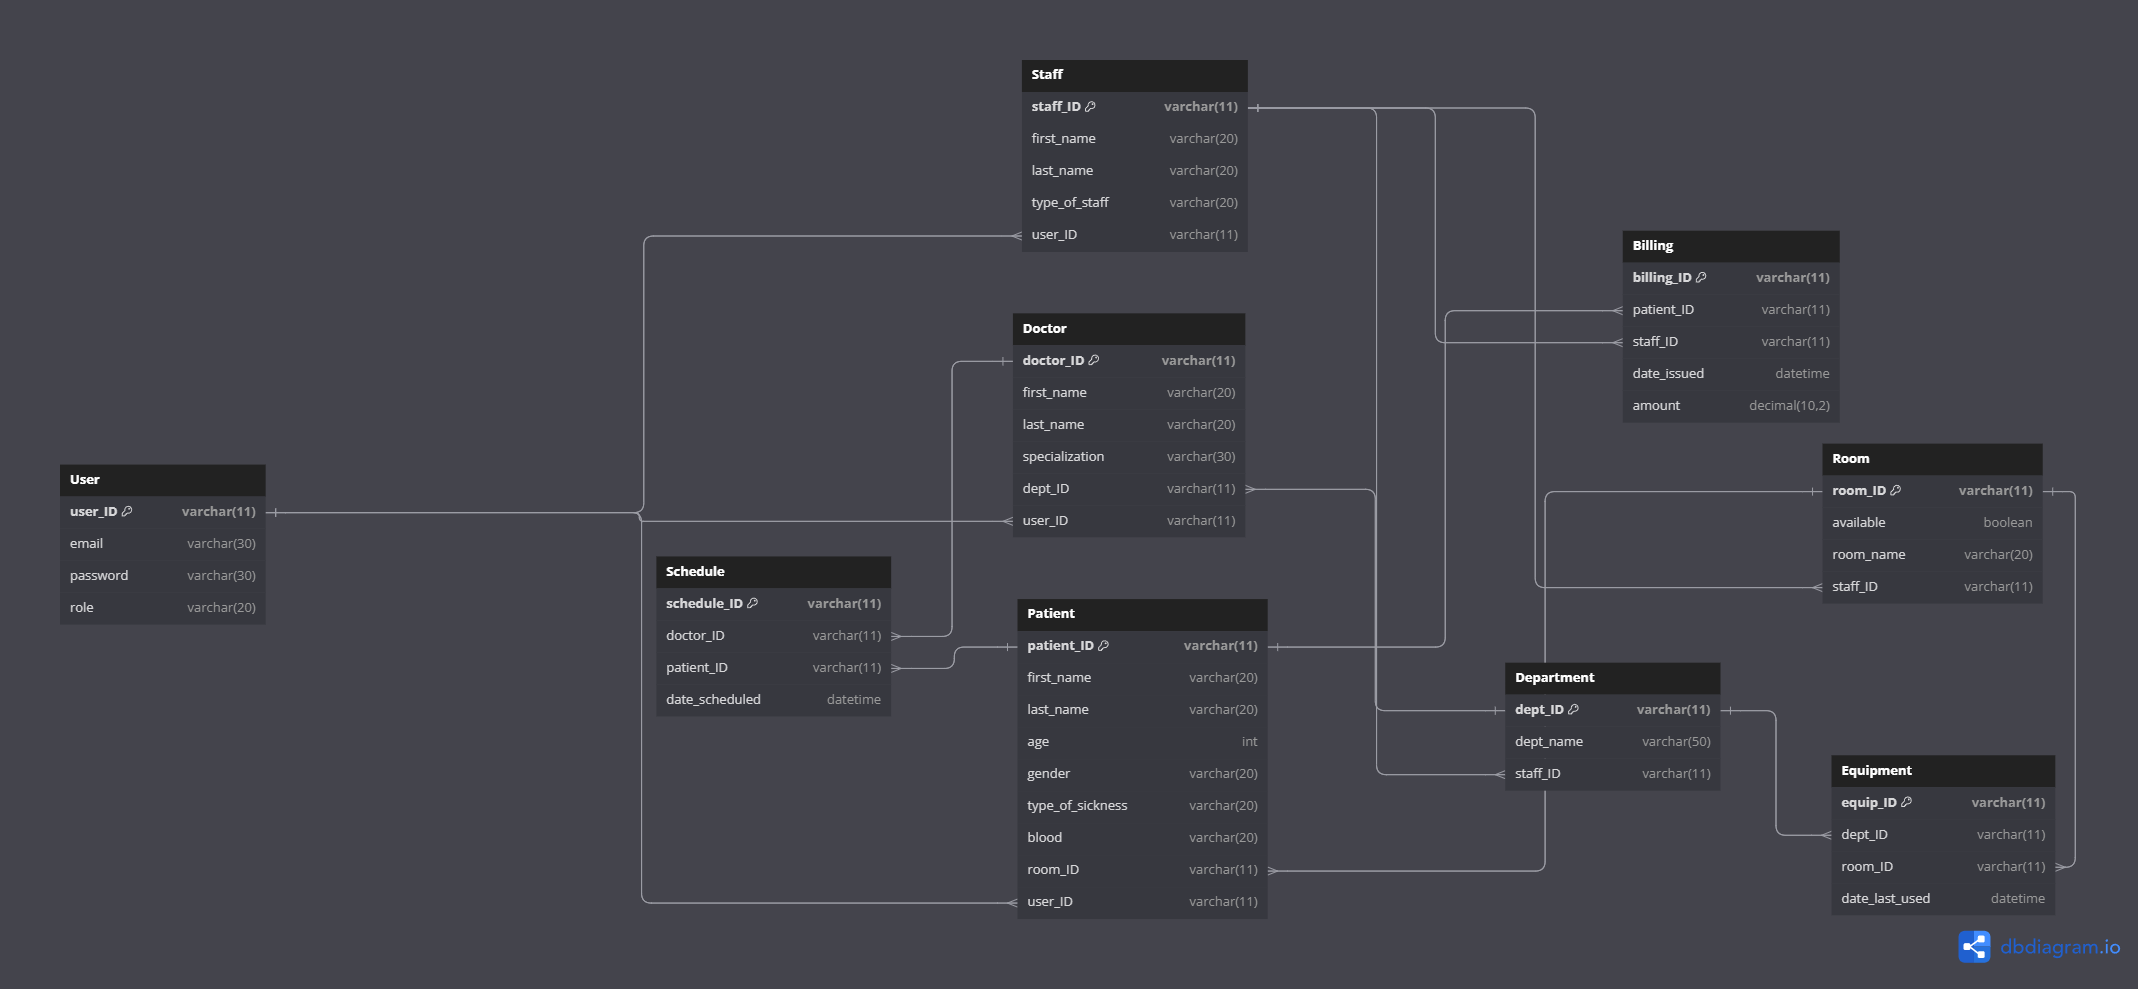 Staff
staff_ID varchar(11)
first_name varchar(20)
last_name varchar(20)
type_of_staff varchar(20)
user_ID varchar(11)
Billing
billing_ID varchar(11)
patient_ID varchar(11)
staff_ID varchar(11)
date_issued datetime
amount decimal(10,2)
Doctor
doctor_ID varchar(11)
first_name varchar(20)
last_name varchar(20)
specialization varchar(30)
dept_ID varchar(11)
user_ID varchar(11)
Room
room_ID varchar(11)
available boolean
room_name varchar(20)
staff_ID varchar(11)
User
user_ID varchar(11)
email varchar(30)
password varchar(30)
role varchar(20)
Schedule
schedule_ID varchar(11)
doctor_ID varchar(11)
patient_ID varchar(11)
date_scheduled datetime
Patient
patient_ID varchar(11)
first_name varchar(20)
last_name varchar(20)
age int
gender varchar(20)
type_of_sickness varchar(20)
blood varchar(20)
room_ID varchar(11)
user_ID varchar(11)
Department
dept_ID varchar(11)
dept_name varchar(50)
staff_ID varchar(11)
Equipment
equip_ID varchar(11)
dept_ID varchar(11)
room_ID varchar(11)
date_last_used datetime
dbdiagram.io